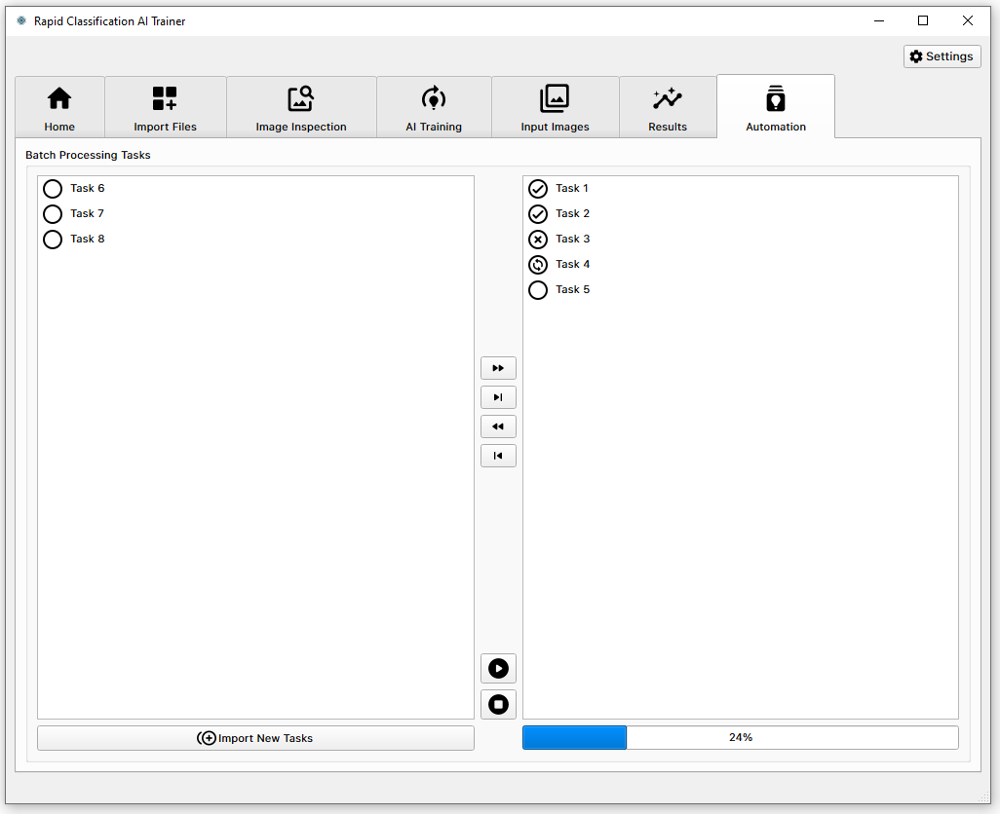 Rapid Classification AI Trainer
Settings
Home
Import Files
Image Inspection
AI Training
Input Images
Results
Automation
Batch Processing Tasks
Task 6
Task 7
Task 8
Task 1
Task 2
Task 3
Task 4
Task 5
Import New Tasks
24%